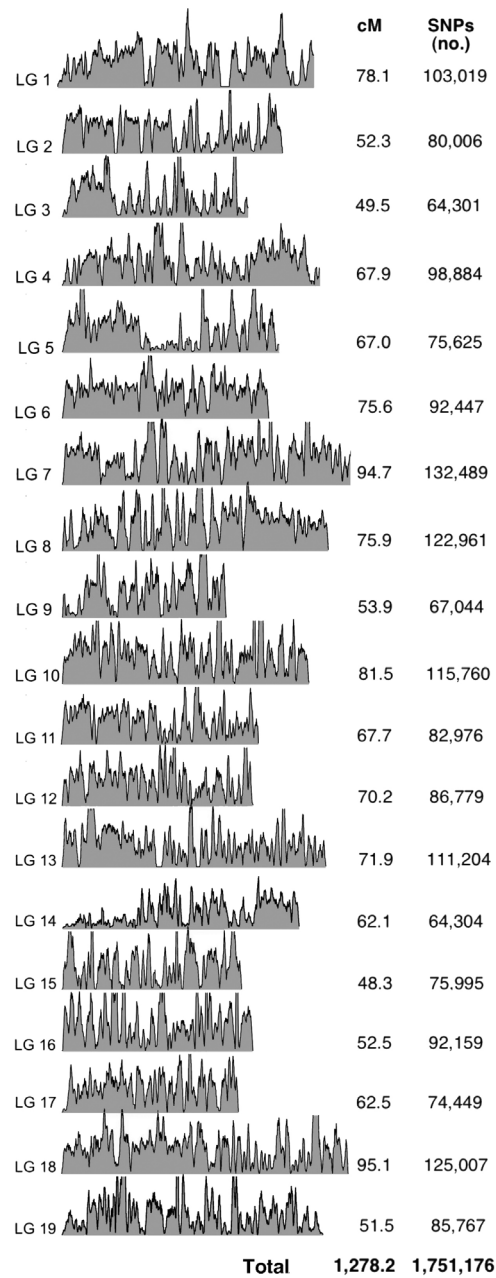 cM SNPs (no.)
LG 1 78.1 103,019
LG 2 52.3 80,006
LG 3 49.5 64,301
LG 4 67.9 98,884
LG 5 67.0 75,625
LG 6 75.6 92,447
LG 7 94.7 132,489
LG 8 75.9 122,961
LG 9 53.9 67,044
LG 10 81.5 115,760
LG 11 67.7 82,976
LG 12 70.2 86,779
LG 13 71.9 111,204
LG 14 62.1 64,304
LG 15 48.3 75,995
LG 16 52.5 92,159
LG 17 62.5 74,449
LG 18 95.1 125,007
LG 19 51.5 85,767
Total 1,278.2 1,751,176